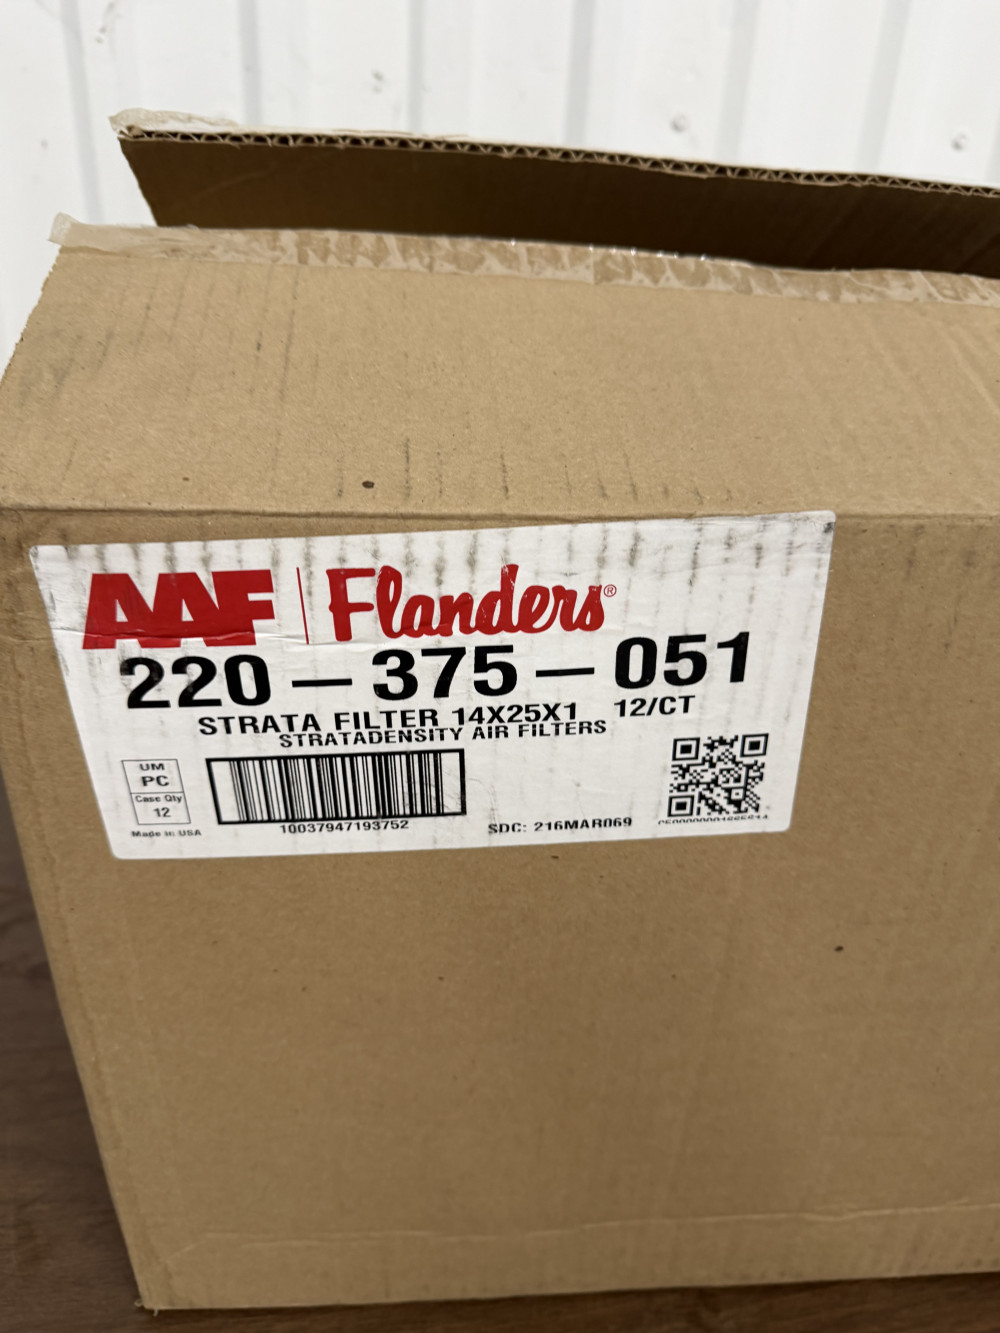 AAF | Flanders®
220-375-051
STRATA FILTER 14X25X1 12/CT
STRATADENSITY AIR FILTERS
UM
PC
Case Qty
12
Made in USA
10037947193752
SDC: 216MAR069